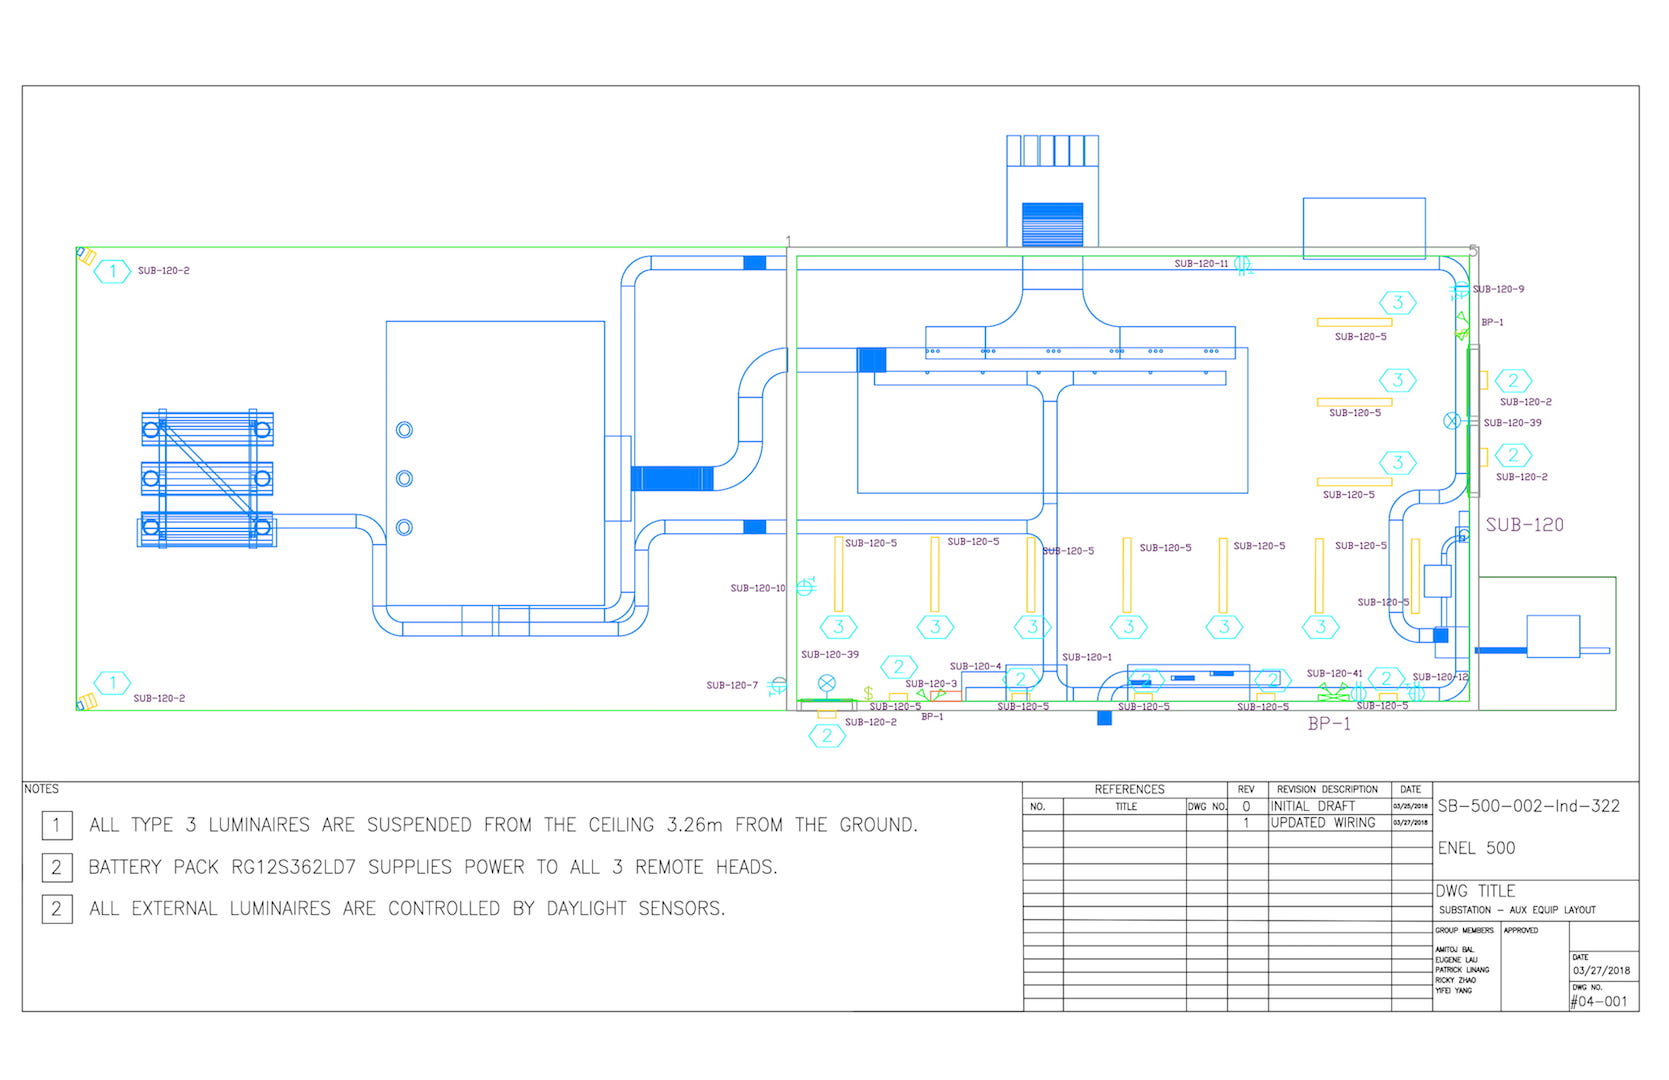 1
5
1
SUB-120-2
SUB-120-11
SUB-120-9
3
BP-1
SUB-120-5
3
2
SUB-120-2
SUB-120-5
SUB-120-39
3
2
SUB-120-2
SUB-120-5
SUB-120
SUB-120-5
SUB-120-5
SUB-120-5
SUB-120-5
SUB-120-5
SUB-120-5
SUB-120-10
SUB-120-5
3
3
3
3
3
3
SUB-120-39
2
SUB-120-4
SUB-120-1
1
SUB-120-2
SUB-120-7
SUB-120-3
2
2
2
SUB-120-41
2
SUB-120-12
$
SUB-120-5
SUB-120-5
SUB-120-5
SUB-120-5
SUB-120-5
BP-1
SUB-120-2
BP-1
2
NOTES
1 ALL TYPE 3 LUMINAIRES ARE SUSPENDED FROM THE CEILING 3.26m FROM THE GROUND.
2 BATTERY PACK RG12S362LD7 SUPPLIES POWER TO ALL 3 REMOTE HEADS.
2 ALL EXTERNAL LUMINAIRES ARE CONTROLLED BY DAYLIGHT SENSORS.
REFERENCES
NO. TITLE DWG NO.
REV REVISION DESCRIPTION DATE
0 INITIAL DRAFT 03/25/2018
1 UPDATED WIRING 03/27/2018
SB-500-002-Ind-322
ENEL 500
DWG TITLE
SUBSTATION - AUX EQUIP LAYOUT
GROUP MEMBERS
AMITOJ BAL
EUGENE LAU
PATRICK LINANG
RICKY ZHAO
YIFEI YANG
APPROVED
DATE
03/27/2018
DWG NO.
#04-001